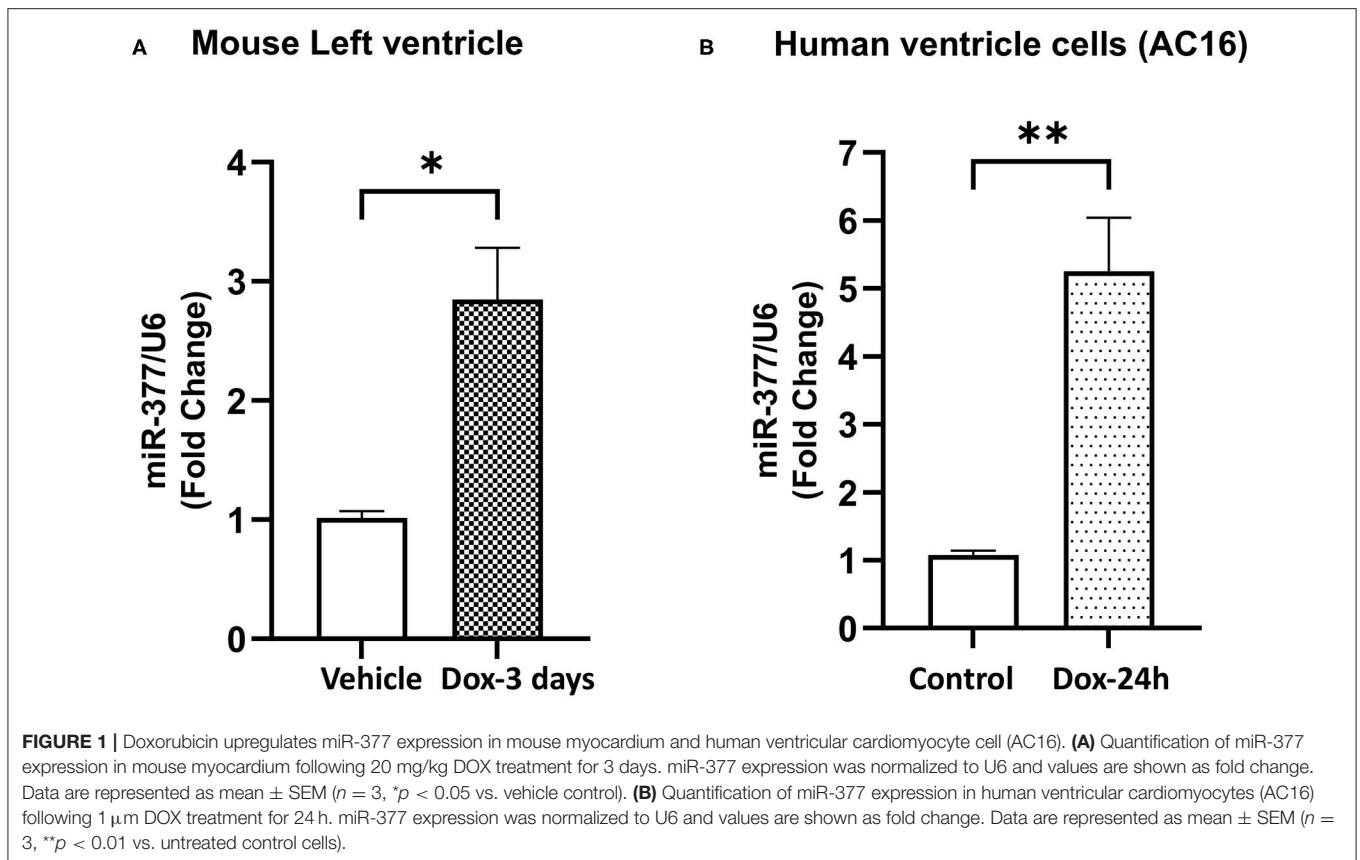 A Mouse Left ventricle
miR-377/U6
(Fold Change)
4
3
2
1
0
*
Vehicle Dox-3 days
B Human ventricle cells (AC16)
miR-377/U6
(Fold Change)
7
6
5
4
3
2
1
0
**
Control Dox-24h
FIGURE 1 | Doxorubicin upregulates miR-377 expression in mouse myocardium and human ventricular cardiomyocyte cell (AC16). (A) Quantification of miR-377
expression in mouse myocardium following 20 mg/kg DOX treatment for 3 days. miR-377 expression was normalized to U6 and values are shown as fold change.
Data are represented as mean ± SEM (n = 3, *p < 0.05 vs. vehicle control). (B) Quantification of miR-377 expression in human ventricular cardiomyocytes (AC16)
following 1 μm DOX treatment for 24 h. miR-377 expression was normalized to U6 and values are shown as fold change. Data are represented as mean ± SEM (n =
3, **p < 0.01 vs. untreated control cells).